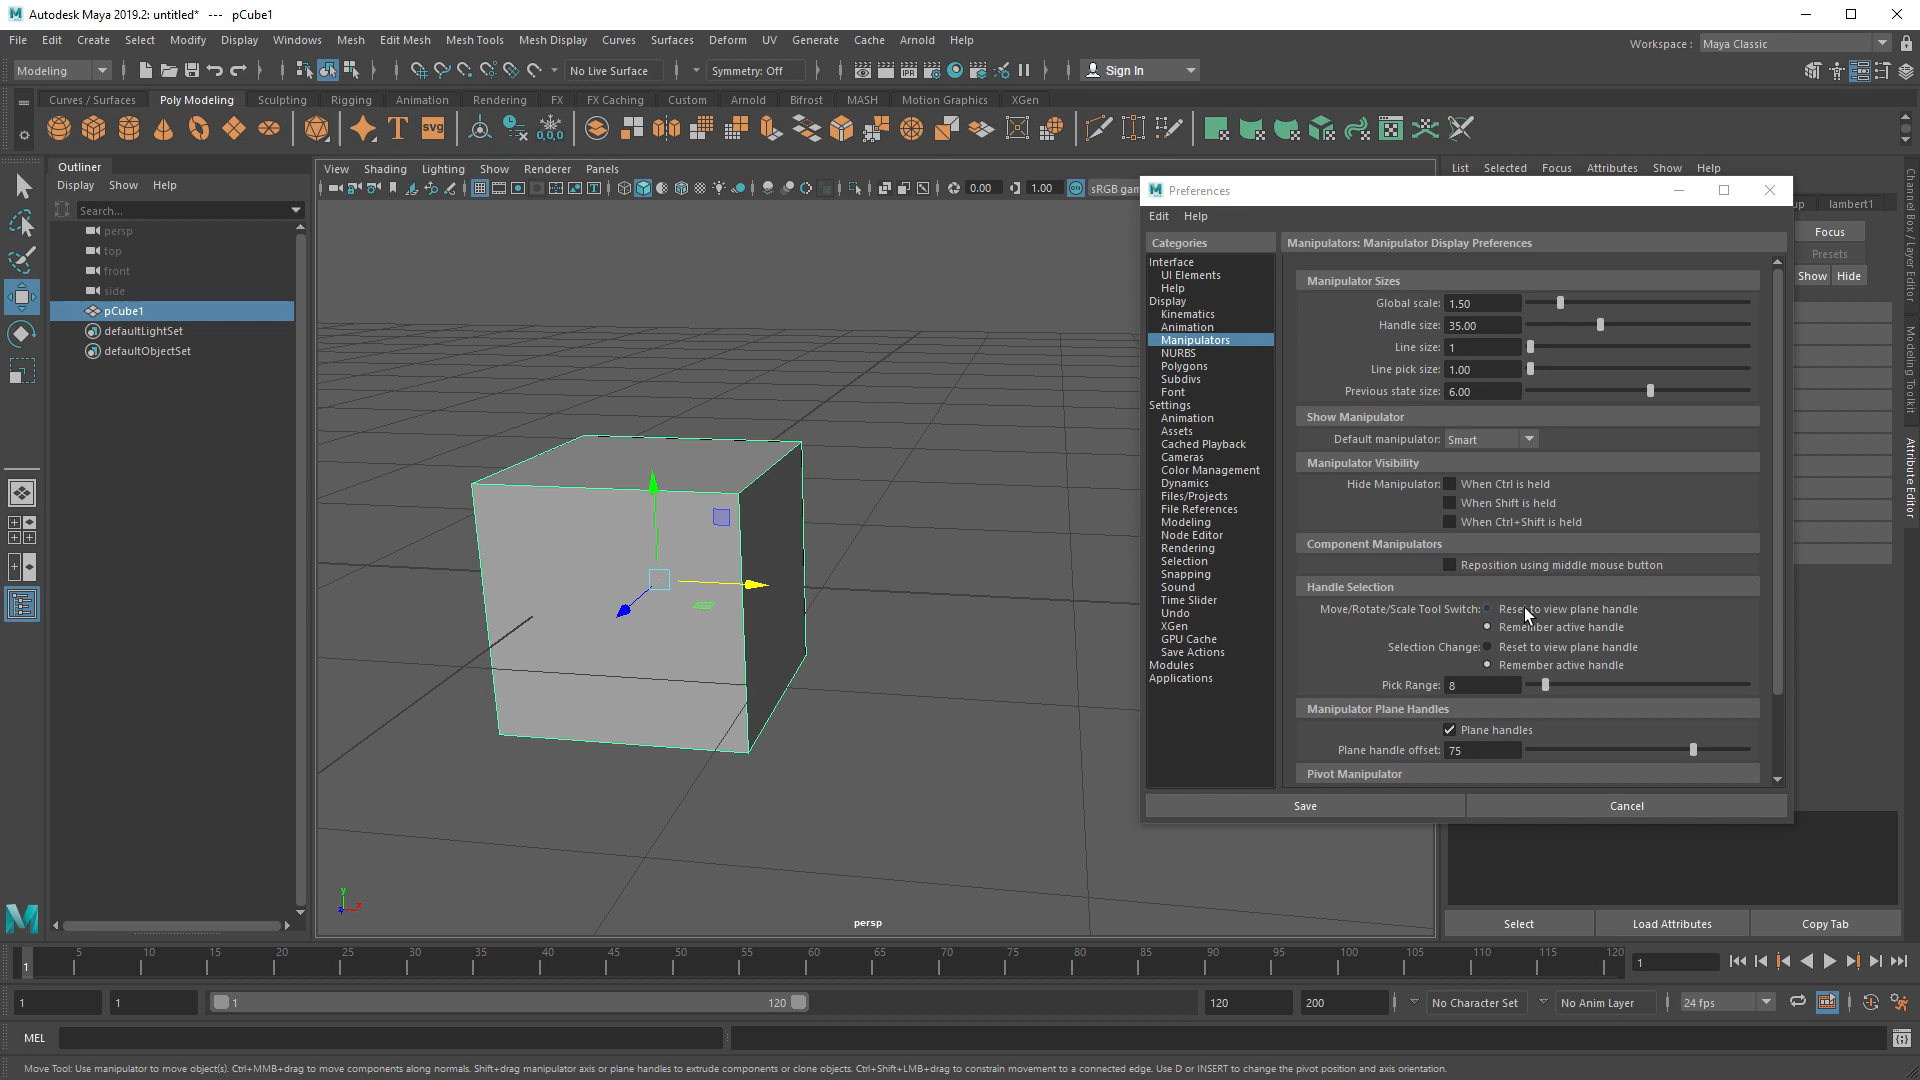 Autodesk Maya 2019.2: untitled* --- pCube1
File Edit Create Select Modify Display Windows Mesh Edit Mesh Mesh Tools Mesh Display Curves Surfaces Deform UV Generate Cache Arnold Help
Workspace : Maya Classic
Modeling No Live Surface Symmetry: Off IPR Sign In
Curves / Surfaces Poly Modeling Sculpting Rigging Animation Rendering FX FX Caching Custom Arnold Bifrost MASH Motion Graphics XGen
T SVG 0,0,0
Outliner
Display Show Help
Search...
persp
top
front
side
pCube1
defaultLightSet
defaultObjectSet
View Shading Lighting Show Renderer Panels
0.00 1.00 ON sRGB gam
persp
List Selected Focus Attributes Show Help
up lambert1
Focus
Presets
Show Hide
Channel Box / Layer Editor
Modeling Toolkit
Attribute Editor
Preferences
Edit Help
Categories
Interface
UI Elements
Help
Display
Kinematics
Animation
Manipulators
NURBS
Polygons
Subdivs
Font
Settings
Animation
Assets
Cached Playback
Cameras
Color Management
Dynamics
Files/Projects
File References
Modeling
Node Editor
Rendering
Selection
Snapping
Sound
Time Slider
Undo
XGen
GPU Cache
Save Actions
Modules
Applications
Manipulators: Manipulator Display Preferences
Manipulator Sizes
Global scale: 1.50
Handle size: 35.00
Line size: 1
Line pick size: 1.00
Previous state size: 6.00
Show Manipulator
Default manipulator: Smart
Manipulator Visibility
Hide Manipulator: When Ctrl is held
When Shift is held
When Ctrl+Shift is held
Component Manipulators
Reposition using middle mouse button
Handle Selection
Move/Rotate/Scale Tool Switch: Reset to view plane handle
Remember active handle
Selection Change: Reset to view plane handle
Remember active handle
Pick Range: 8
Manipulator Plane Handles
Plane handles
Plane handle offset: 75
Pivot Manipulator
Save Cancel
Select Load Attributes Copy Tab
y
z x
1 5 10 15 20 25 30 35 40 45 50 55 60 65 70 75 80 85 90 95 100 105 110 115 120 1
1 1 1 120 120 200 No Character Set No Anim Layer 24 fps
MEL
Move Tool: Use manipulator to move object(s). Ctrl+MMB+drag to move components along normals. Shift+drag manipulator axis or plane handles to extrude components or clone objects. Ctrl+Shift+LMB+drag to constrain movement to a connected edge. Use D or INSERT to change the pivot position and axis orientation.